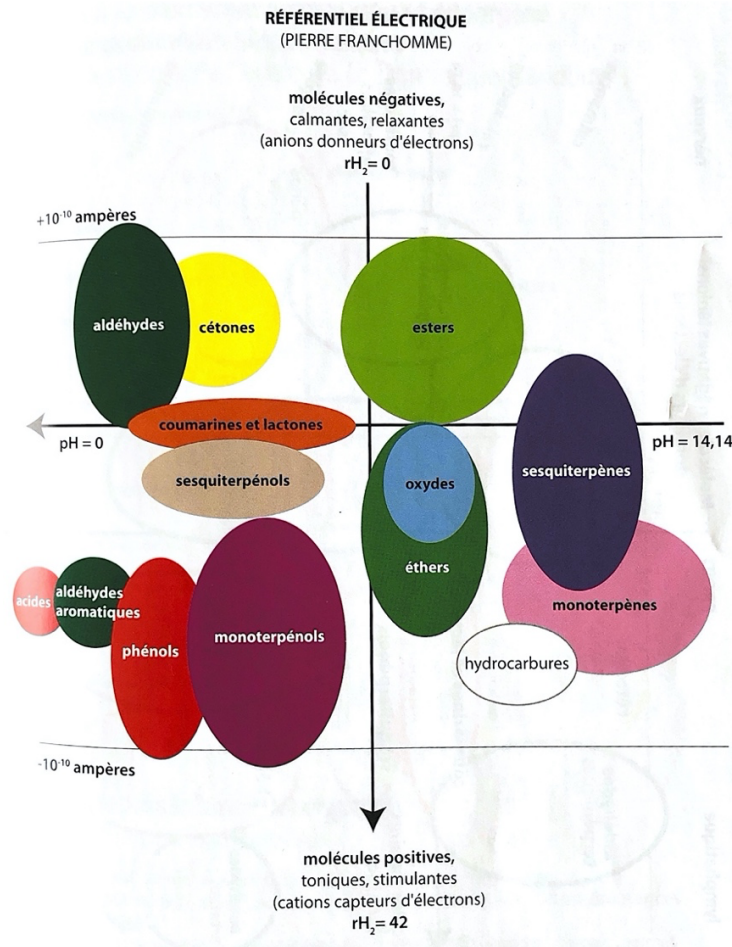 RÉFÉRENTIEL ÉLECTRIQUE
(PIERRE FRANCHOMME)
molécules négatives,
calmantes, relaxantes
(anions donneurs d'électrons)
rH₂= 0
+10⁻¹⁰ ampères
aldéhydes
cétones
esters
coumarines et lactones
pH = 0
pH = 14,14
sesquiterpénols
oxydes
sesquiterpènes
éthers
acides
aldéhydes
aromatiques
phénols
monoterpénols
monoterpènes
hydrocarbures
-10⁻¹⁰ ampères
molécules positives,
toniques, stimulantes
(cations capteurs d'électrons)
rH₂= 42